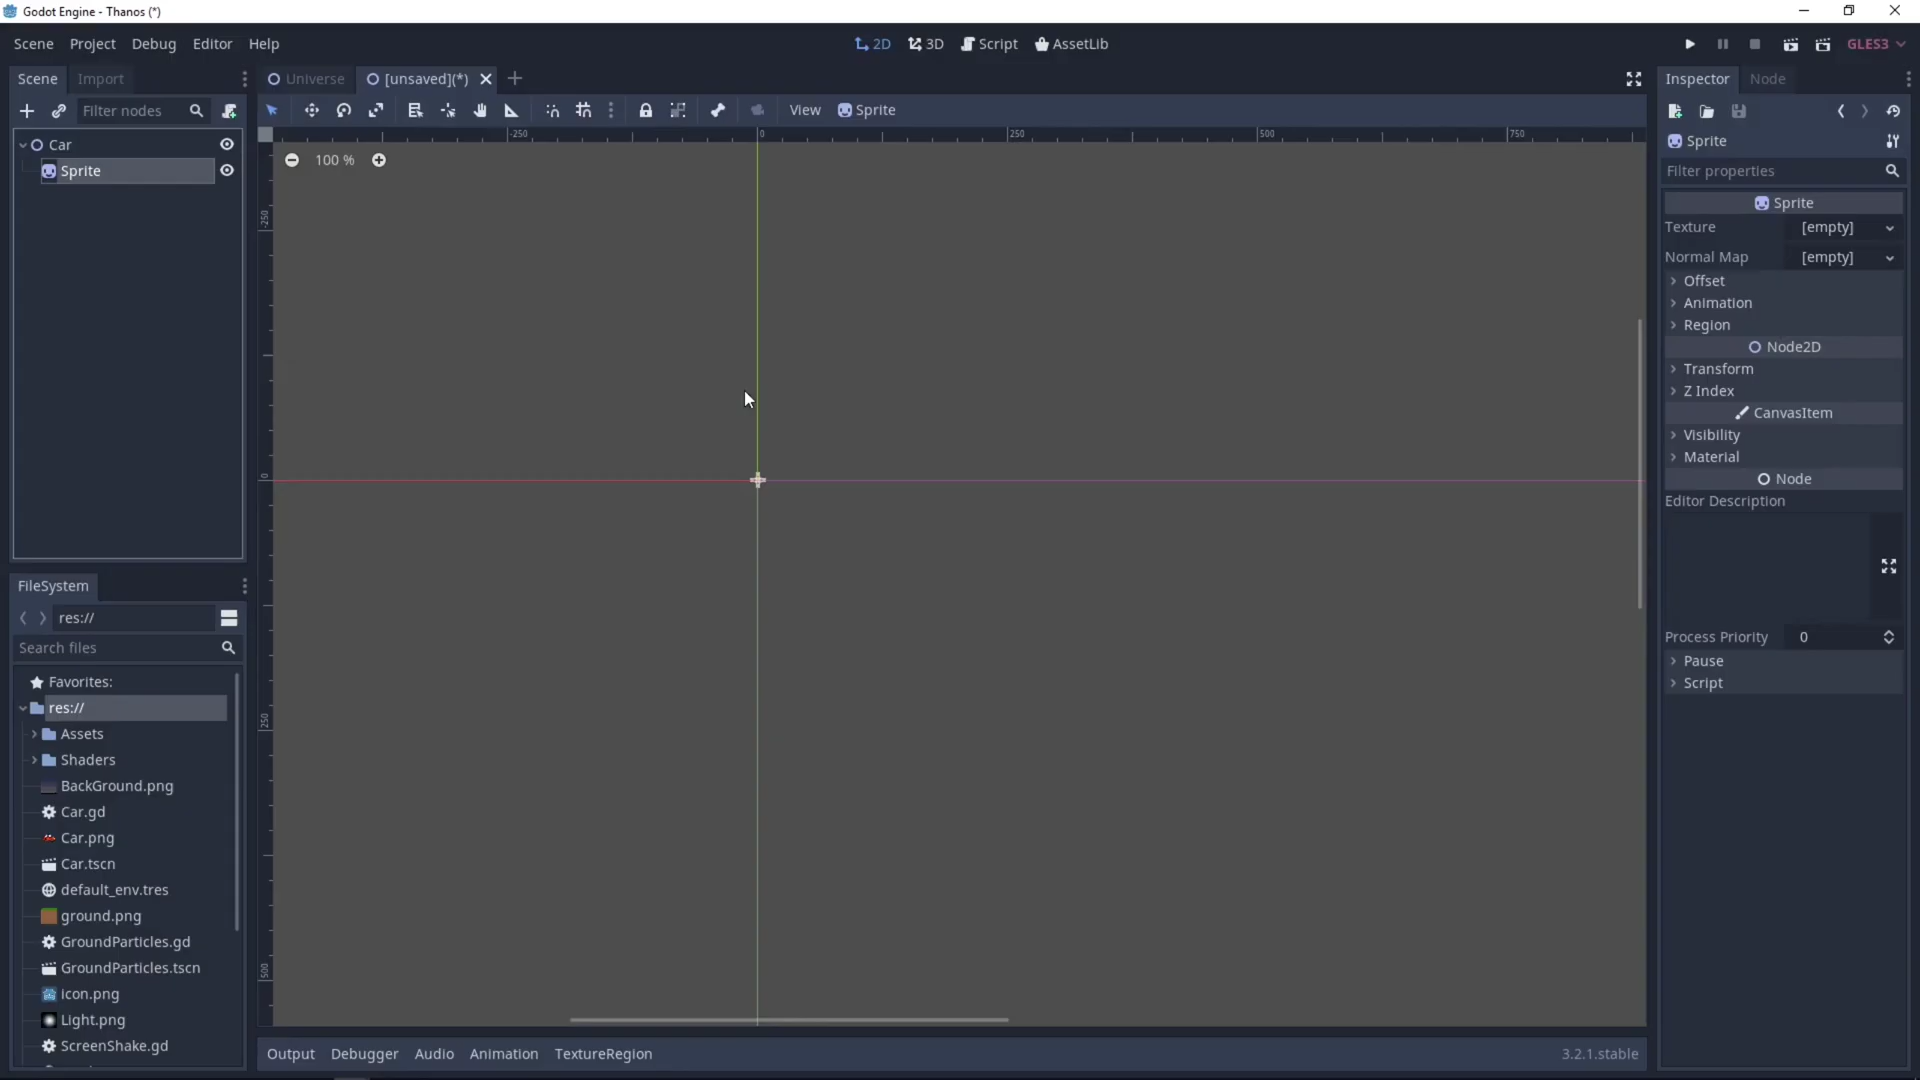 Godot Engine - Thanos (*)
Scene Project Debug Editor Help
2D 3D Script AssetLib
GLES3
Scene Import
Universe [unsaved](*)
Inspector Node
Filter nodes
View Sprite
-250 0 250 500 750
Car
Sprite
100 %
-250
0
250
500
Sprite
Filter properties
Sprite
Texture [empty]
Normal Map [empty]
Offset
Animation
Region
Node2D
Transform
Z Index
CanvasItem
Visibility
Material
Node
Editor Description
Process Priority 0
Pause
Script
FileSystem
res://
Search files
Favorites:
res://
Assets
Shaders
BackGround.png
Car.gd
Car.png
Car.tscn
default_env.tres
ground.png
GroundParticles.gd
GroundParticles.tscn
icon.png
Light.png
ScreenShake.gd
Output Debugger Audio Animation TextureRegion
3.2.1.stable